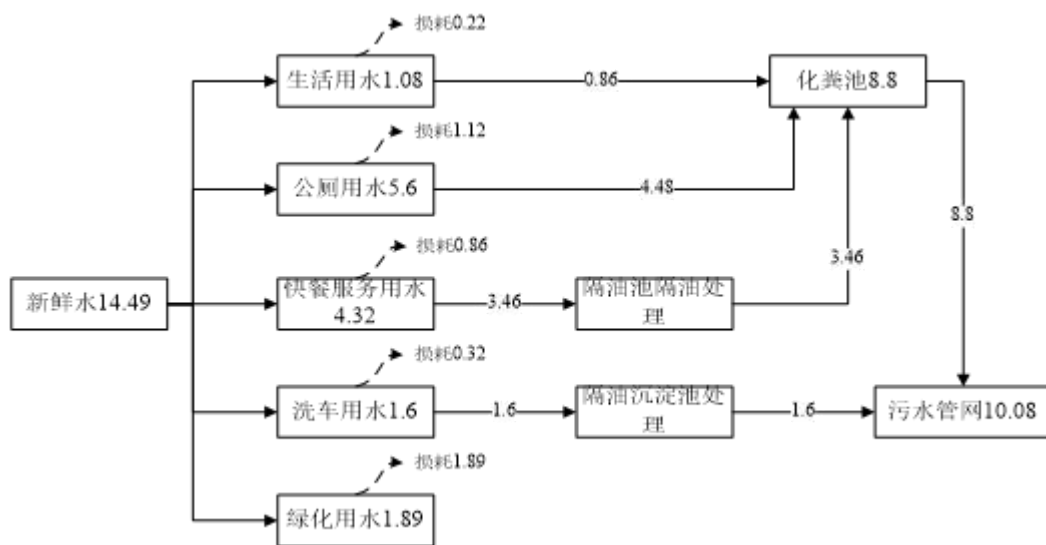 损耗0.22
生活用水1.08
0.86
化粪池8.8
损耗1.12
公厕用水5.6
4.48
8.8
损耗0.86
3.46
新鲜水14.49
快餐服务用水
4.32
3.46
隔油池隔油处
理
损耗0.32
洗车用水1.6
1.6
隔油沉淀池处
理
1.6
污水管网10.08
损耗1.89
绿化用水1.89